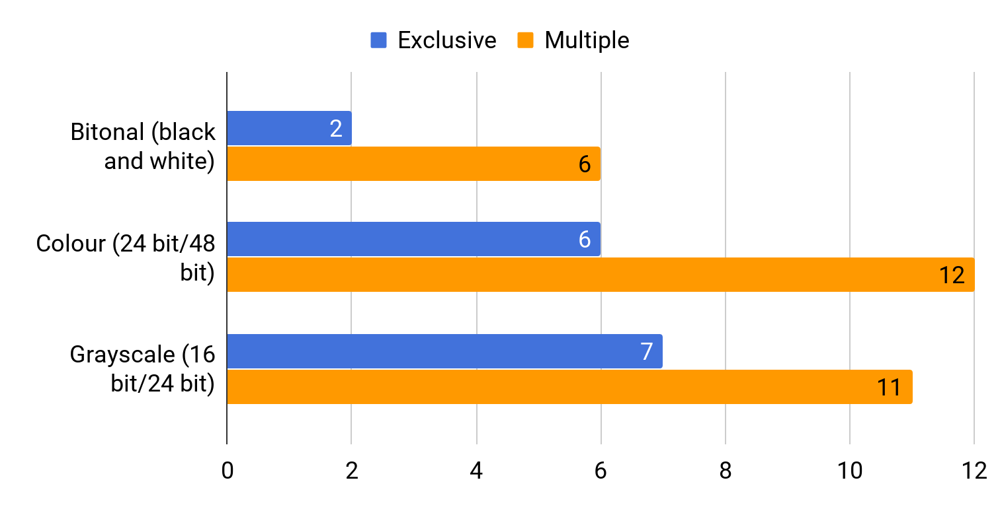 Exclusive Multiple
Bitonal (black
and white)
2
6
Colour (24 bit/48
bit)
6
12
Grayscale (16
bit/24 bit)
7
11
0 2 4 6 8 10 12